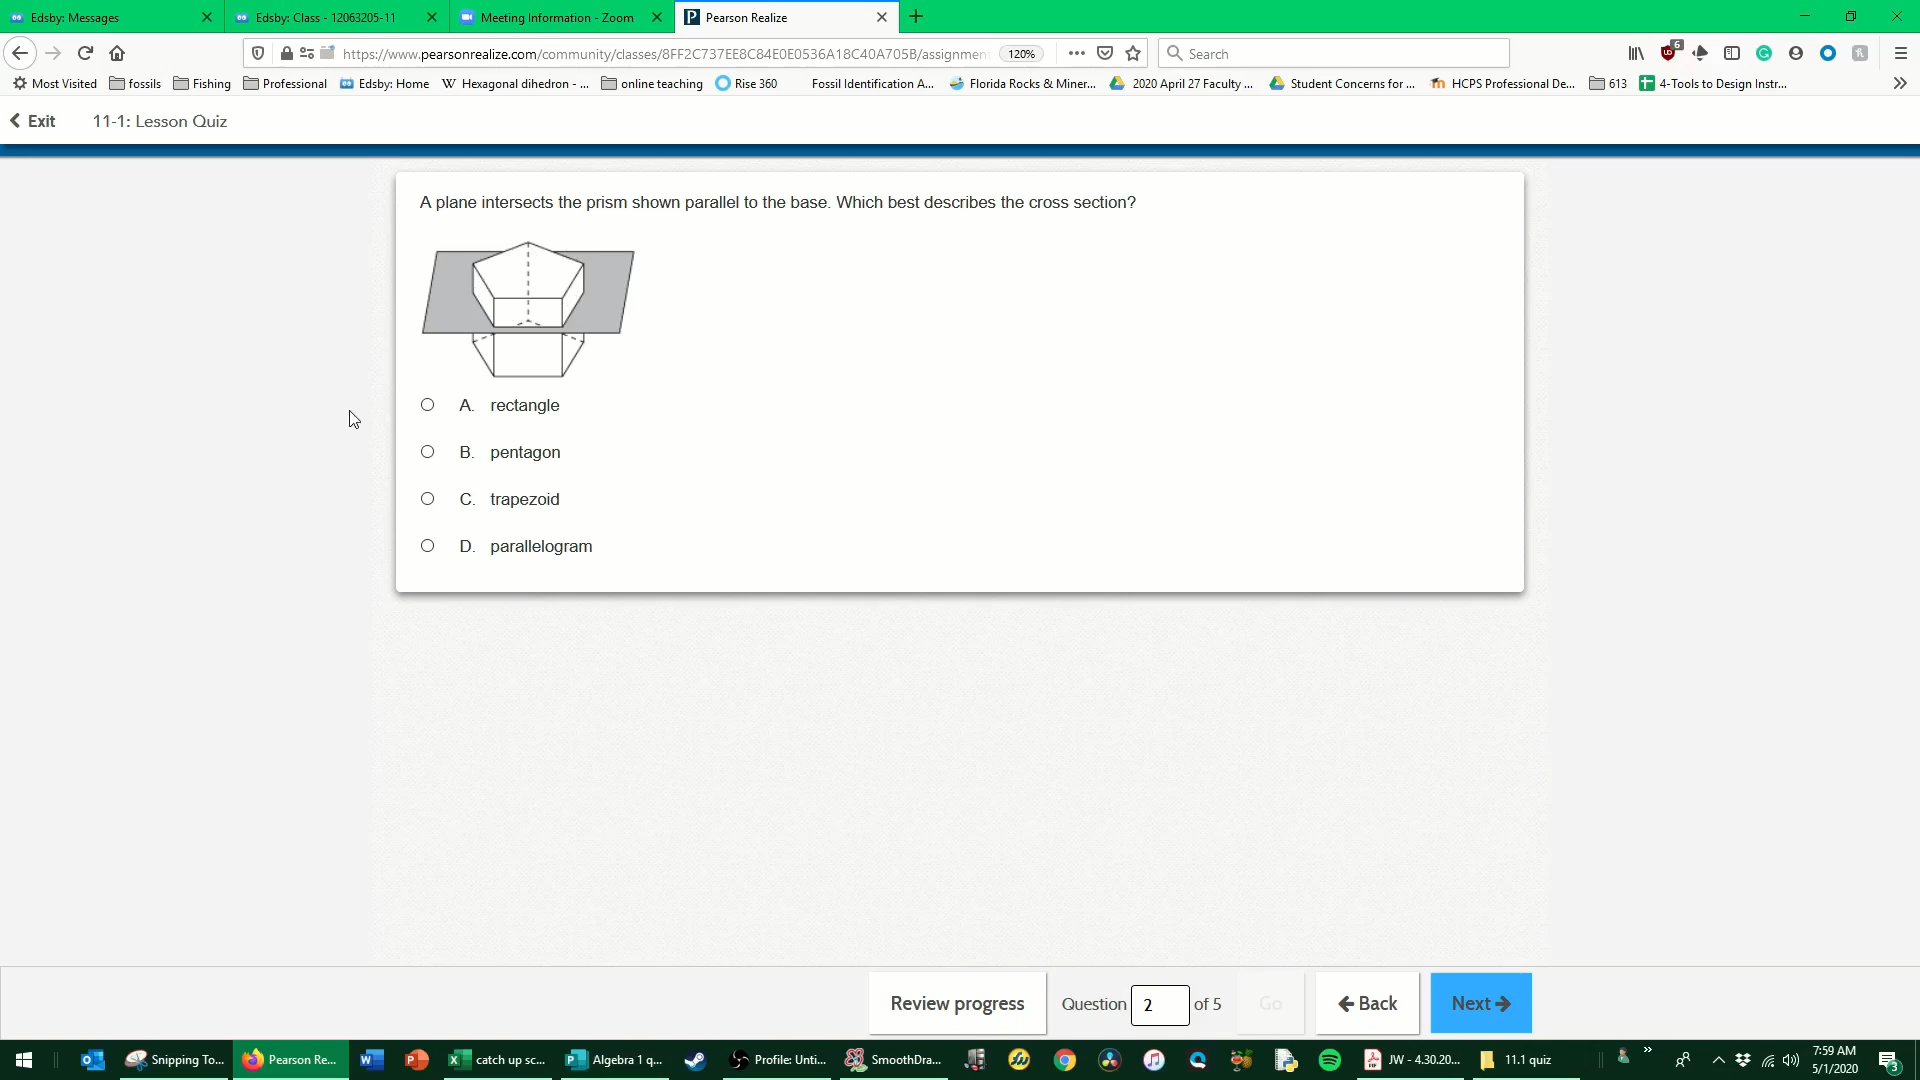 Edsby: Messages
Edsby: Class - 12063205-11
Meeting Information - Zoom
Pearson Realize
https://www.pearsonrealize.com/community/classes/8FF2C737EE8C84E0E0536A18C40A705B/assignmen
120%
Search
6
Most Visited
fossils
Fishing
Professional
Edsby: Home
Hexagonal dihedron - ...
online teaching
Rise 360
Fossil Identification A...
Florida Rocks & Miner...
2020 April 27 Faculty ...
Student Concerns for ...
HCPS Professional De...
613
4-Tools to Design Instr...
Exit
11-1: Lesson Quiz
A plane intersects the prism shown parallel to the base. Which best describes the cross section?
A. rectangle
B. pentagon
C. trapezoid
D. parallelogram
Review progress
Question 2 of 5
Go
Back
Next
Snipping To...
Pearson Re...
catch up sc...
Algebra 1 q...
Profile: Unti...
SmoothDra...
JW - 4.30.20...
11.1 quiz
7:59 AM
5/1/2020
3